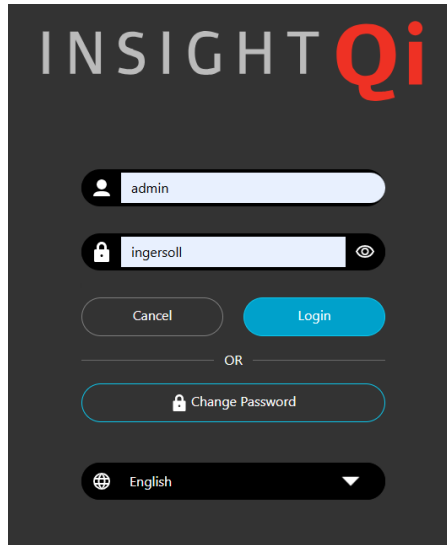 INSIGHTQi
admin
ingersoll
Cancel
Login
OR
Change Password
English